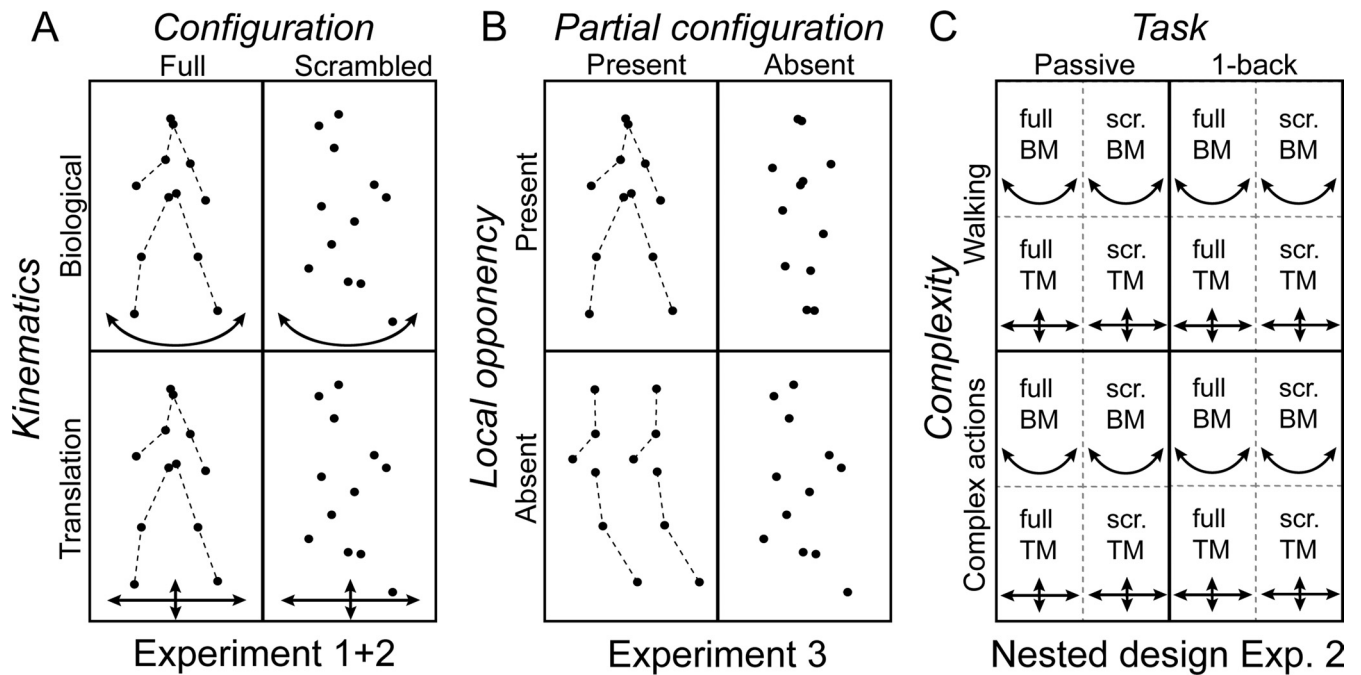 A
Configuration
Full
Scrambled
Kinematics
Biological
Translation
Experiment 1+2
B
Partial configuration
Present
Absent
Local opponency
Present
Absent
Experiment 3
C
Task
Passive
1-back
Complexity
Walking
Complex actions
full scr. full scr.
BM BM BM BM
full scr. full scr.
TM TM TM TM
full scr. full scr.
BM BM BM BM
full scr. full scr.
TM TM TM TM
Nested design Exp. 2